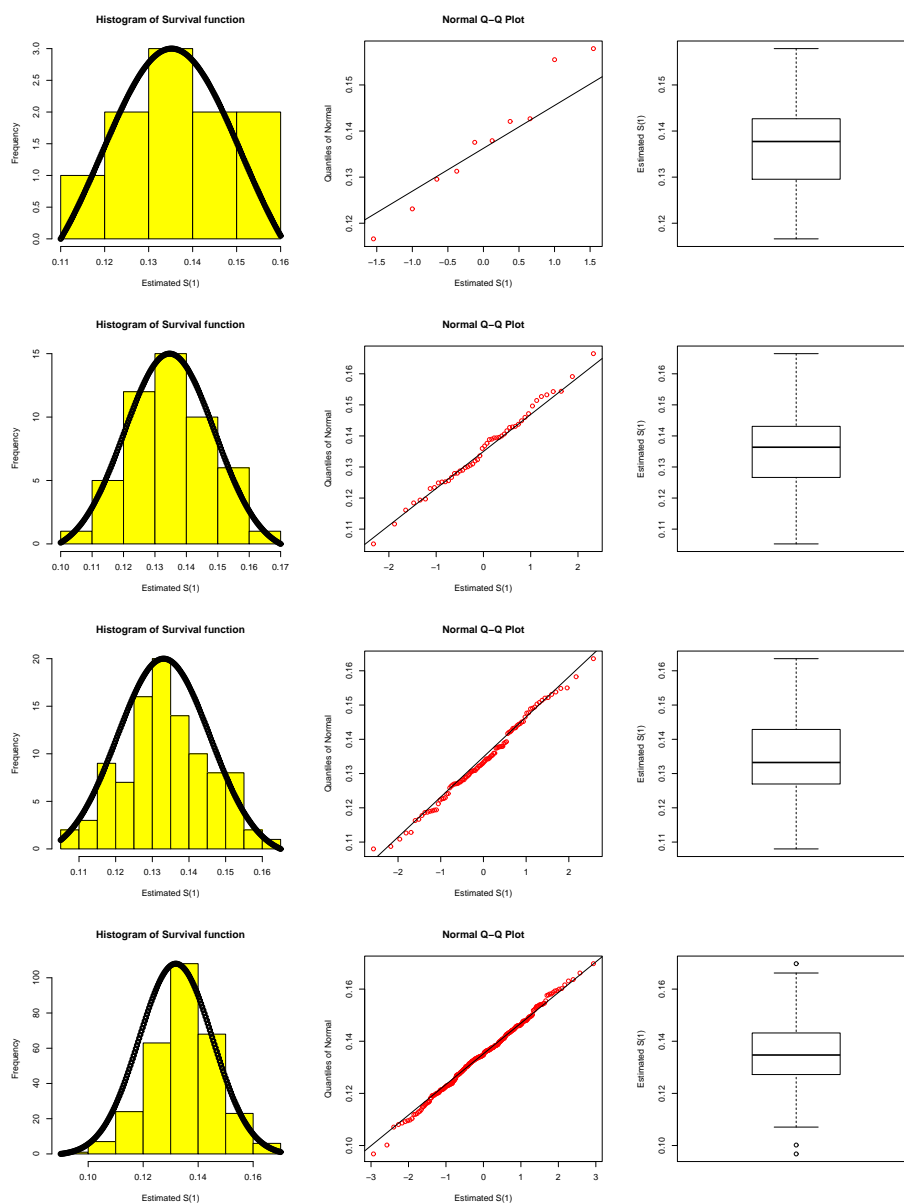 Histogram of Survival function
Frequency
0.0 0.5 1.0 1.5 2.0 2.5 3.0
0.11 0.12 0.13 0.14 0.15 0.16
Estimated S(1)
Normal Q−Q Plot
Quantiles of Normal
0.12 0.13 0.14 0.15
−1.5 −1.0 −0.5 0.0 0.5 1.0 1.5
Estimated S(1)
Estimated S(1)
0.12 0.13 0.14 0.15
Histogram of Survival function
Frequency
0 5 10 15
0.10 0.11 0.12 0.13 0.14 0.15 0.16 0.17
Estimated S(1)
Normal Q−Q Plot
Quantiles of Normal
0.11 0.12 0.13 0.14 0.15 0.16
−2 −1 0 1 2
Estimated S(1)
Estimated S(1)
0.11 0.12 0.13 0.14 0.15 0.16
Histogram of Survival function
Frequency
0 5 10 15 20
0.11 0.12 0.13 0.14 0.15 0.16
Estimated S(1)
Normal Q−Q Plot
Quantiles of Normal
0.11 0.12 0.13 0.14 0.15 0.16
−2 −1 0 1 2
Estimated S(1)
Estimated S(1)
0.11 0.12 0.13 0.14 0.15 0.16
Histogram of Survival function
Frequency
0 20 40 60 80 100
0.10 0.12 0.14 0.16
Estimated S(1)
Normal Q−Q Plot
Quantiles of Normal
0.10 0.12 0.14 0.16
−3 −2 −1 0 1 2 3
Estimated S(1)
Estimated S(1)
0.10 0.12 0.14 0.16